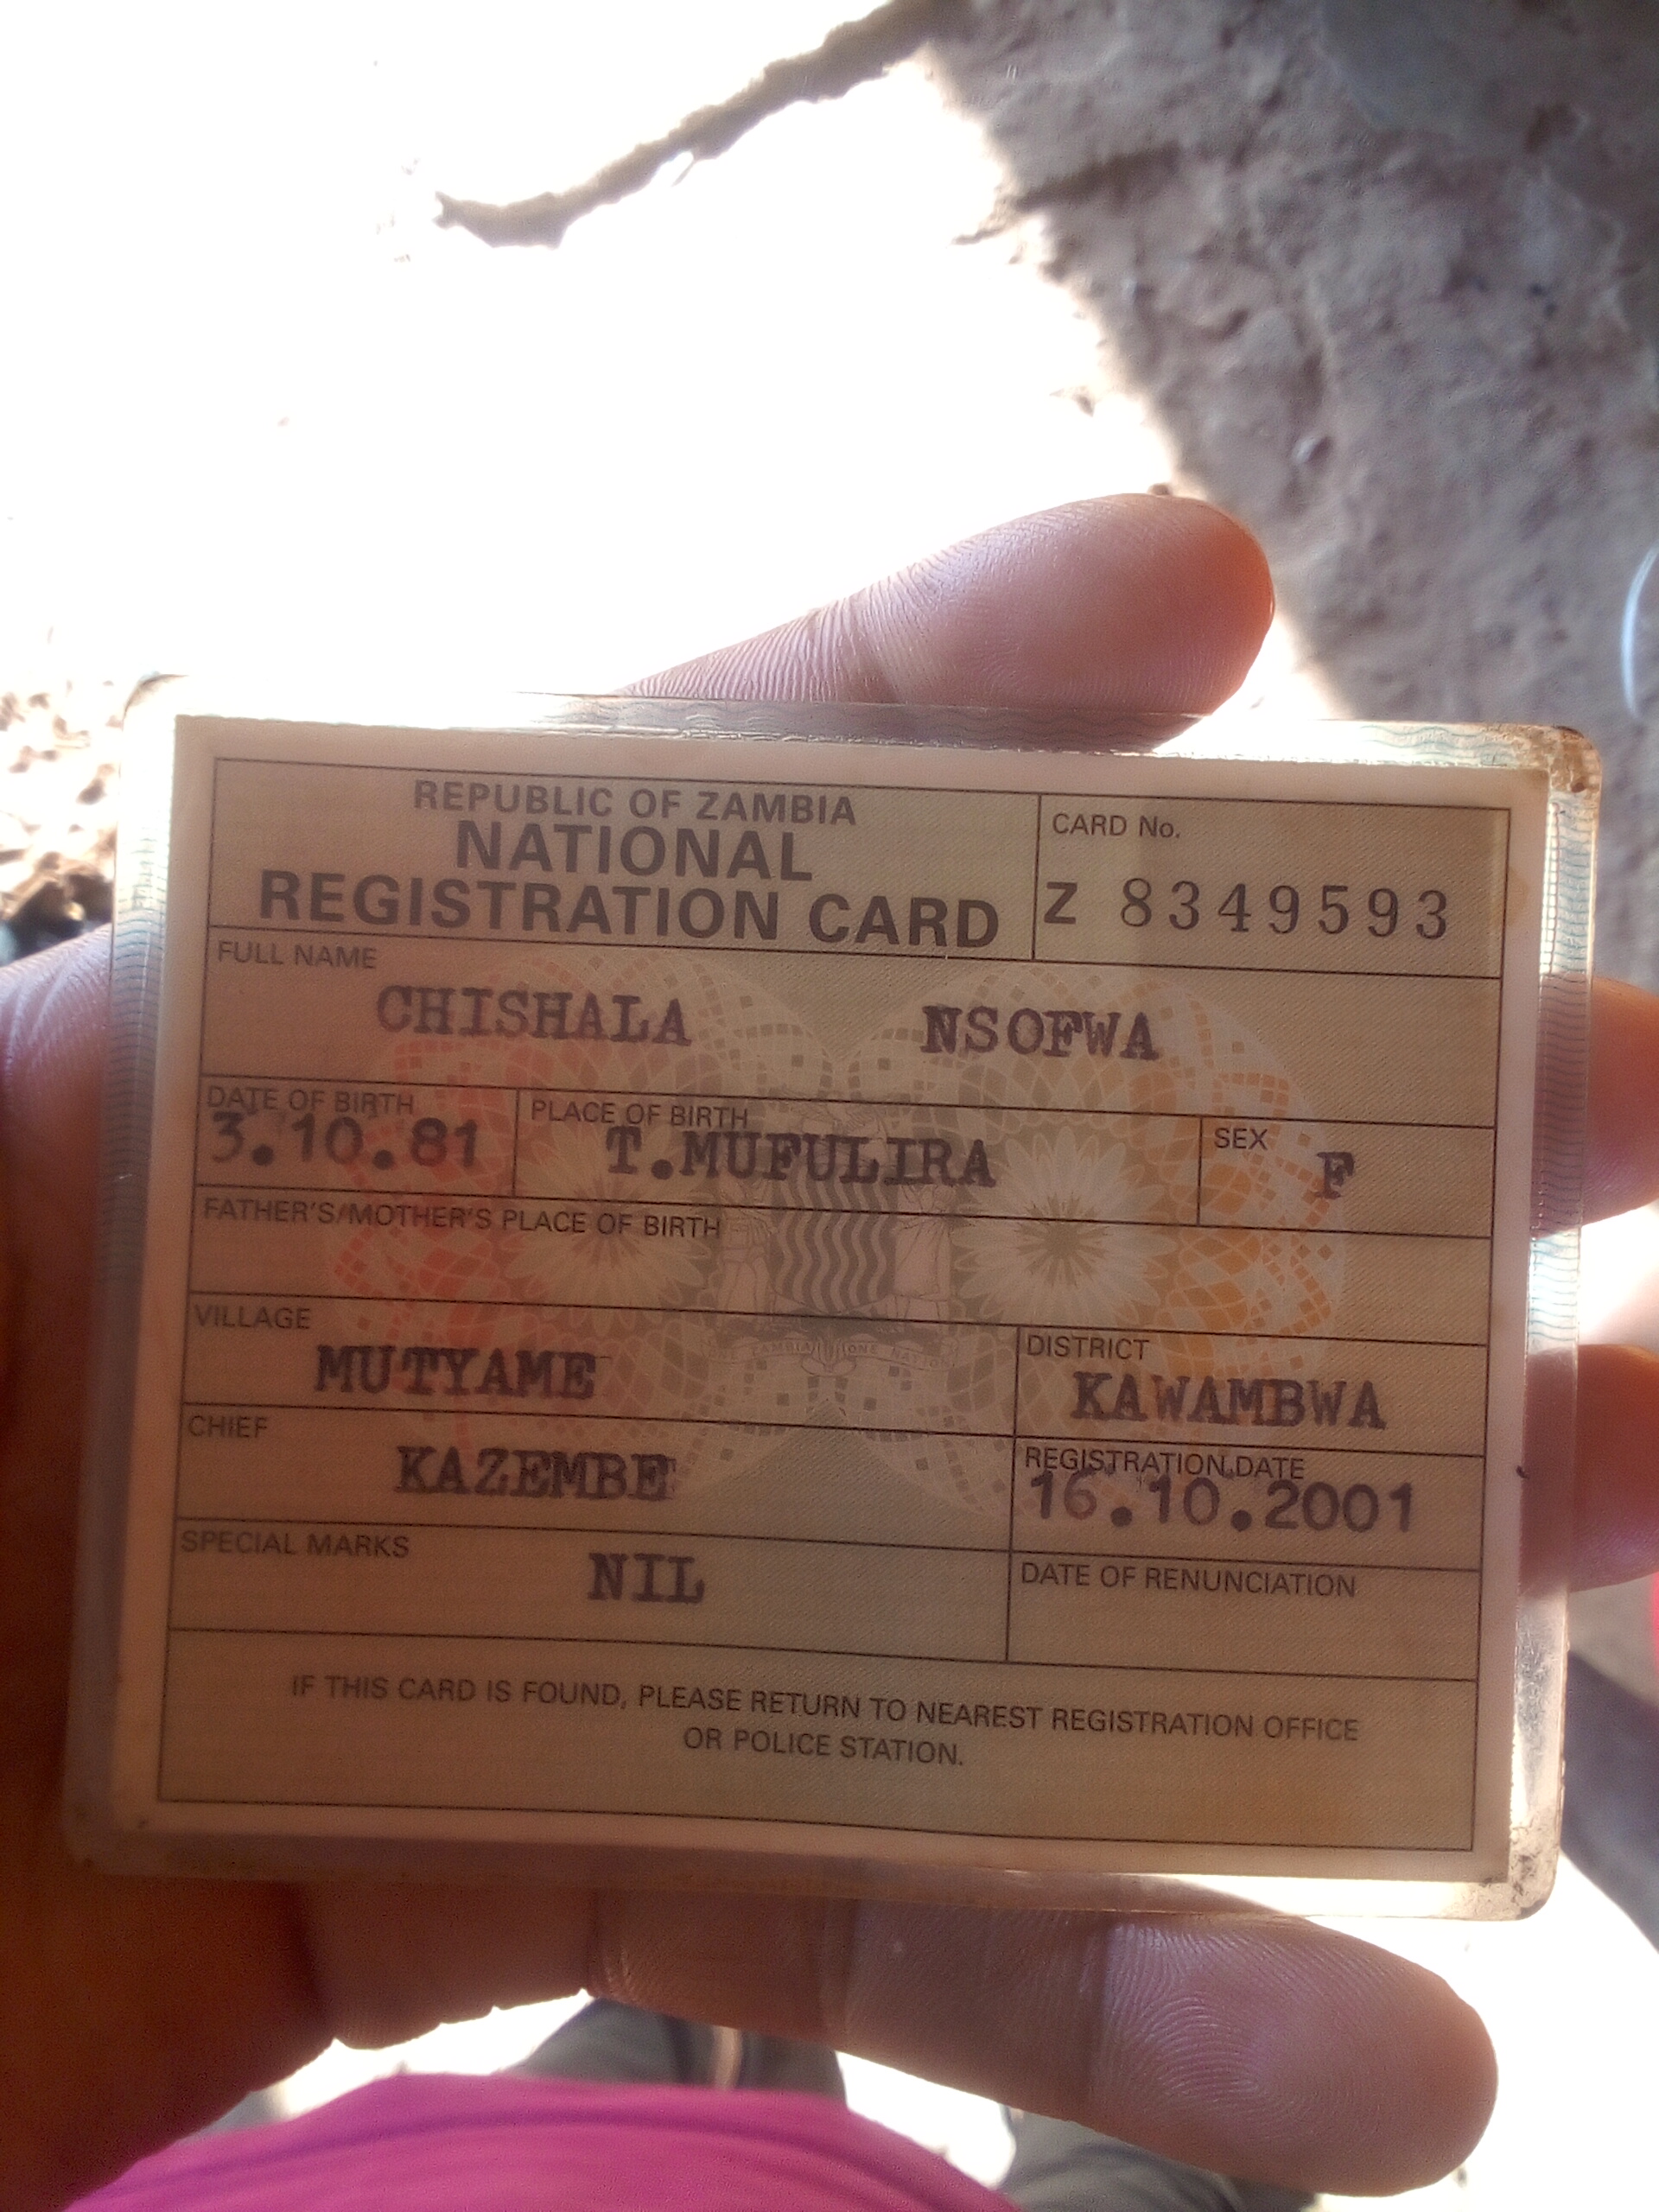 REPUBLIC OF ZAMBIA
NATIONAL
REGISTRATION CARD
CARD No.
Z 8349593
FULL NAME
CHISHALA NSOFWA
DATE OF BIRTH
3.10.81
PLACE OF BIRTH
T.MUFULIRA
SEX
F
FATHER'S/MOTHER'S PLACE OF BIRTH
VILLAGE
MUTYAME
DISTRICT
KAWAMBWA
CHIEF
KAZEMBE
REGISTRATION DATE
16.10.2001
SPECIAL MARKS
NIL
DATE OF RENUNCIATION
IF THIS CARD IS FOUND, PLEASE RETURN TO NEAREST REGISTRATION OFFICE
OR POLICE STATION.